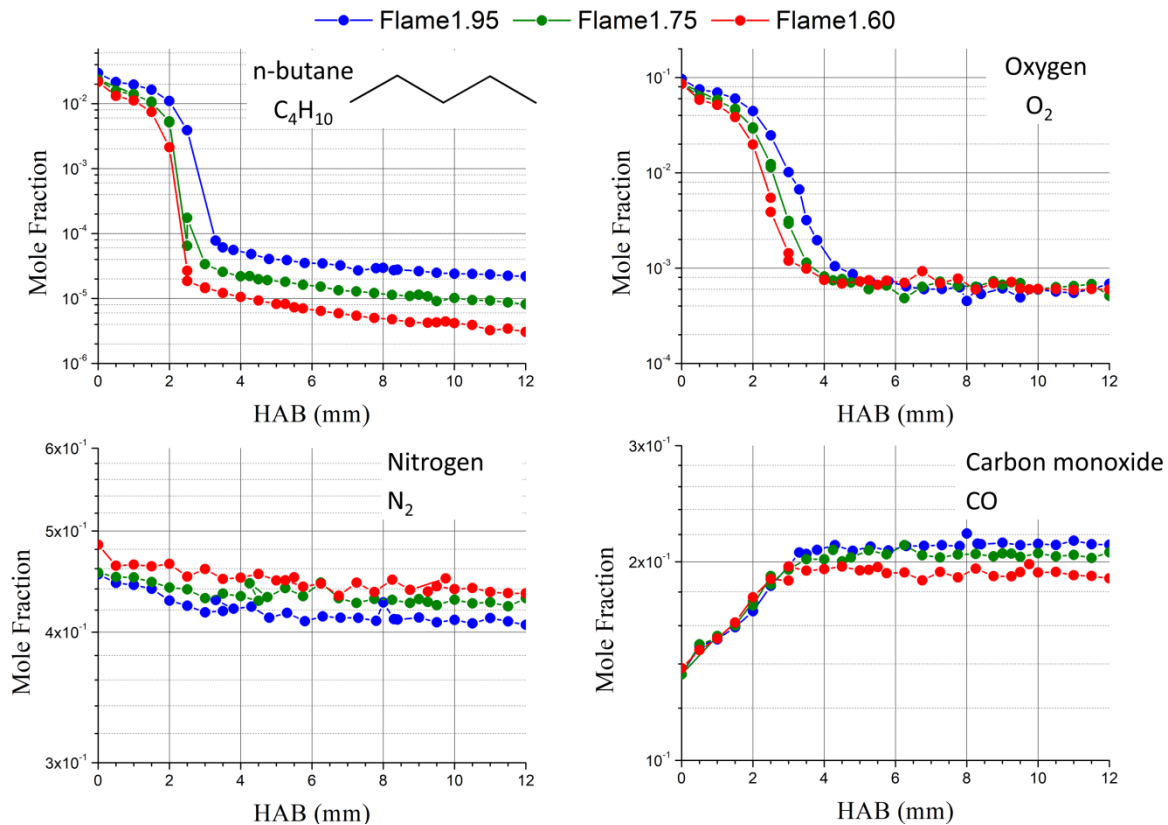 Flame1.95 Flame1.75 Flame1.60
n-butane
C₄H₁₀
Mole Fraction
10⁻²
10⁻³
10⁻⁴
10⁻⁵
10⁻⁶
0 2 4 6 8 10 12
HAB (mm)
Oxygen
O₂
Mole Fraction
10⁻¹
10⁻²
10⁻³
10⁻⁴
0 2 4 6 8 10 12
HAB (mm)
Nitrogen
N₂
Mole Fraction
6x10⁻¹
5x10⁻¹
4x10⁻¹
3x10⁻¹
0 2 4 6 8 10 12
HAB (mm)
Carbon monoxide
CO
Mole Fraction
3x10⁻¹
2x10⁻¹
10⁻¹
0 2 4 6 8 10 12
HAB (mm)